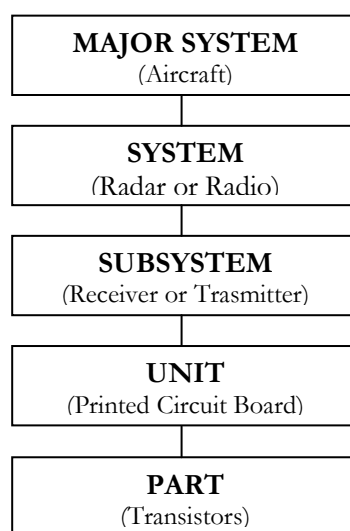 MAJOR SYSTEM
(Aircraft)
SYSTEM
(Radar or Radio)
SUBSYSTEM
(Receiver or Trasmitter)
UNIT
(Printed Circuit Board)
PART
(Transistors)